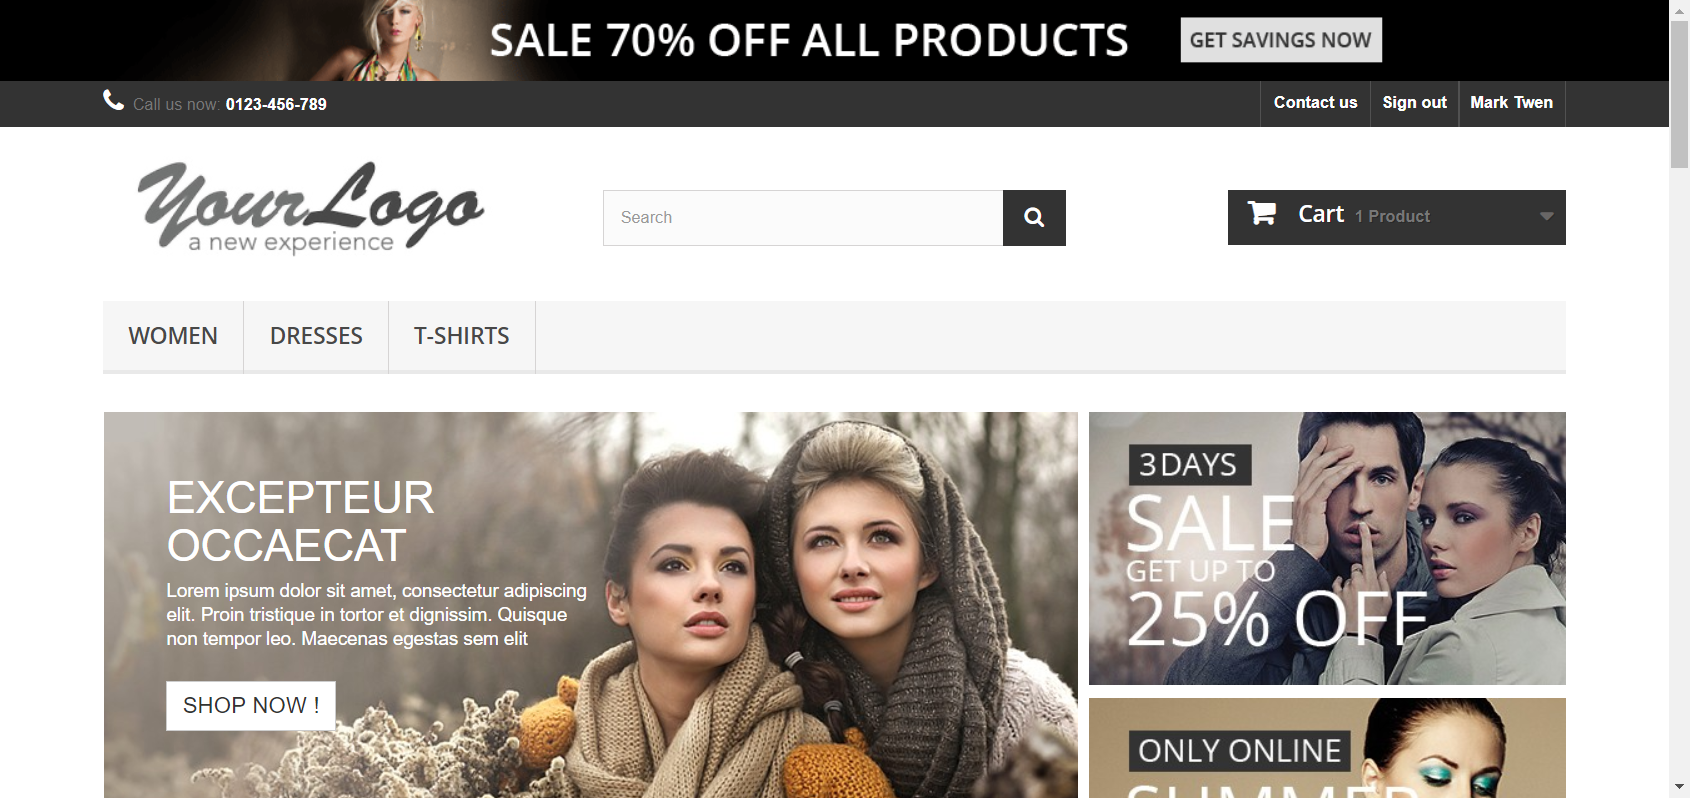 SALE 70% OFF ALL PRODUCTS GET SAVINGS NOW
Call us now: 0123-456-789 Contact us Sign out Mark Twen
YourLogo
a new experience
Search
Cart 1 Product
WOMEN DRESSES T-SHIRTS
EXCEPTEUR
OCCAECAT
Lorem ipsum dolor sit amet, consectetur adipiscing
elit. Proin tristique in tortor et dignissim. Quisque
non tempor leo. Maecenas egestas sem elit
SHOP NOW !
3 DAYS
SALE
GET UP TO
25% OFF
ONLY ONLINE
SUMMER